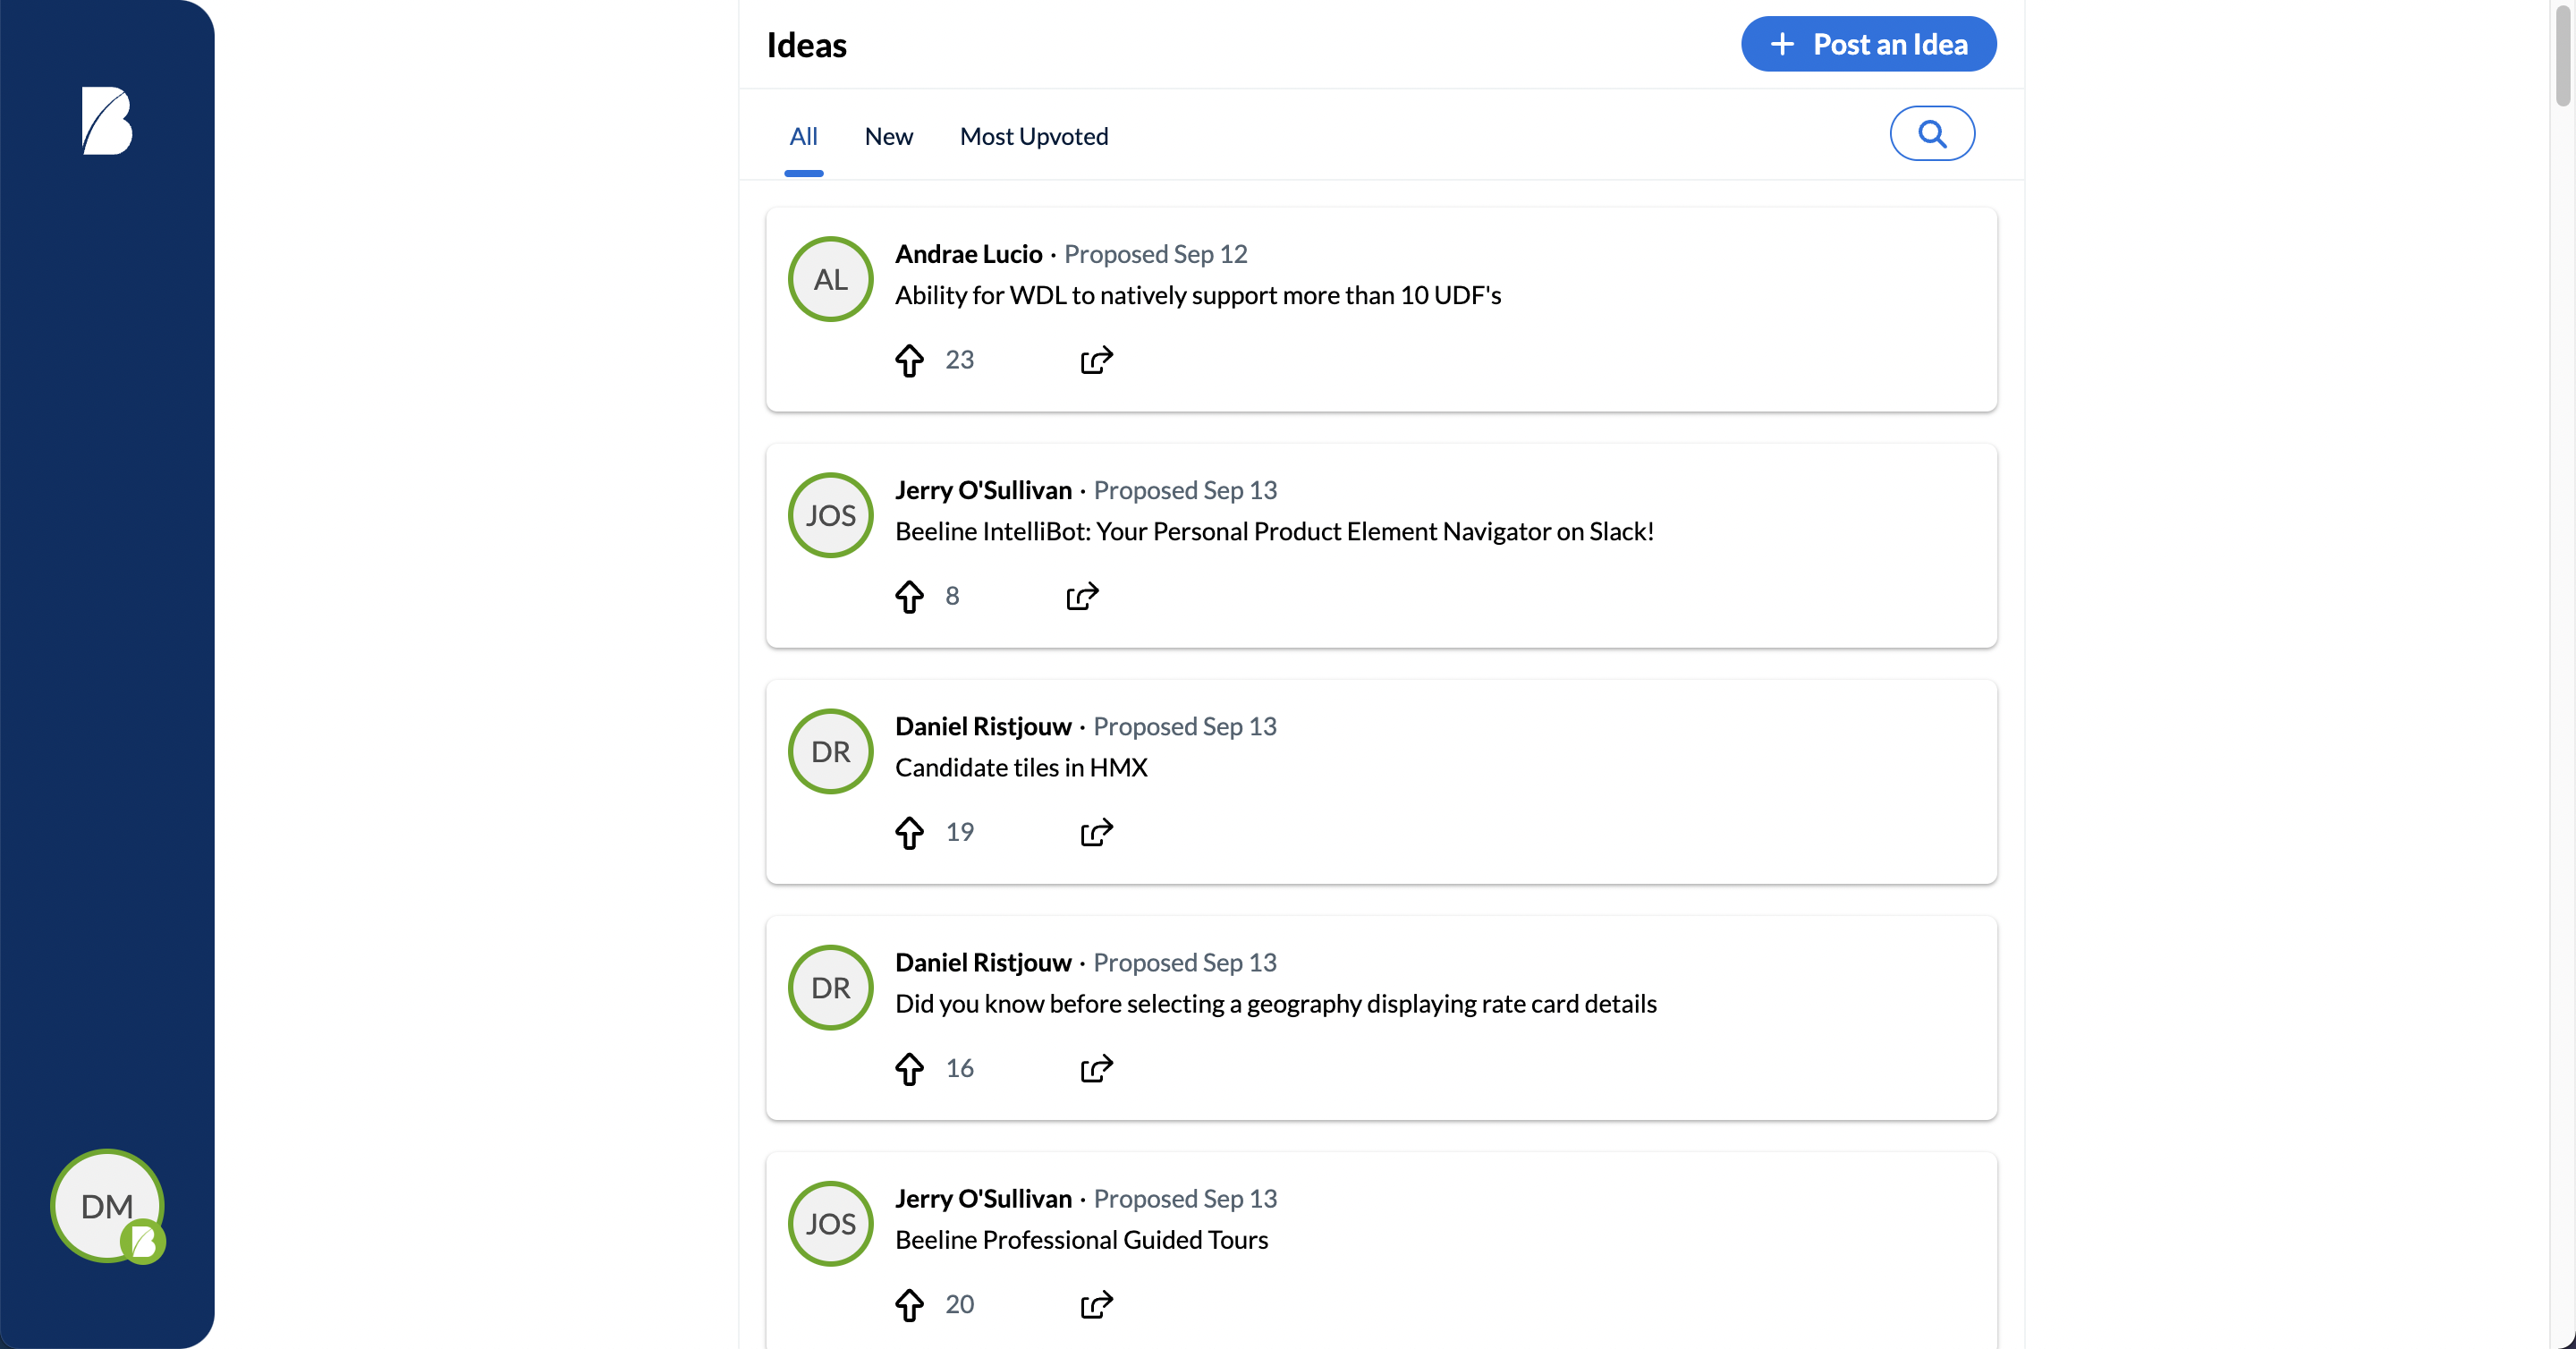 Ideas
Post an Idea
All
New
Most Upvoted
AL
Andrae Lucio · Proposed Sep 12
Ability for WDL to natively support more than 10 UDF's
23
JOS
Jerry O'Sullivan · Proposed Sep 13
Beeline IntelliBot: Your Personal Product Element Navigator on Slack!
8
DR
Daniel Ristjouw · Proposed Sep 13
Candidate tiles in HMX
19
DR
Daniel Ristjouw · Proposed Sep 13
Did you know before selecting a geography displaying rate card details
16
JOS
Jerry O'Sullivan · Proposed Sep 13
Beeline Professional Guided Tours
20
DM